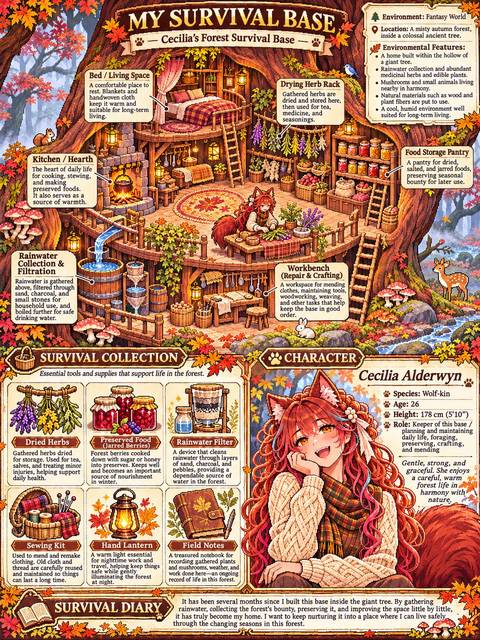 MY SURVIVAL BASE
Cecilia's Forest Survival Base
Environment: Fantasy World
Location: A misty autumn forest,
inside a colossal ancient tree.
Environmental Features:
• A home built within the hollow of
a giant tree.
• Rainwater collection and abundant
medicinal herbs and edible plants.
• Mushrooms and small animals living
nearby in harmony.
• Natural materials such as wood and
plant fibers are put to use.
• A cool, humid environment well
suited for long-term living.
Bed / Living Space
A comfortable place to
rest. Blankets and
handwoven cloth
keep it warm and
suitable for long-term
living.
Drying Herb Rack
Gathered herbs are
dried and stored here,
then used for tea,
medicine, and
seasonings.
Kitchen / Hearth
The heart of daily life
for cooking, stewing,
and making
preserved foods.
It also serves as a
source of warmth.
Food Storage Pantry
A pantry for dried,
salted, and jarred foods,
preserving seasonal
bounty for later use.
Rainwater
Collection &
Filtration
Rainwater is gathered
above, filtered through
sand, charcoal, and
small stones for
household use, and
boiled further for safe
drinking water.
Workbench
(Repair & Crafting)
A workspace for mending
clothes, maintaining tools,
woodworking, weaving,
and other tasks that help
keep the base in good
order.
SURVIVAL COLLECTION
Essential tools and supplies that support life in the forest.
Dried Herbs
Gathered herbs dried
for storage. Used for tea,
salves, and treating minor
injuries, helping support
daily health.
Preserved Food
(Jarred Berries)
Forest berries cooked
down with sugar or honey
into preserves. Keeps well
and becomes an important
source of nourishment
in winter.
Rainwater Filter
A device that cleans
rainwater through layers
of sand, charcoal, and
pebbles, providing a
dependable source of
water in the forest.
Sewing Kit
Used to mend and remake
clothing. Old cloth and
thread are carefully reused
and maintained so things
can last a long time.
Hand Lantern
A warm light essential
for nighttime work and
travel, helping keep things
safe while gently
illuminating the forest
at night.
Field Notes
A treasured notebook for
recording gathered plants
and mushrooms, weather, and
work done here—an ongoing
record of life in this forest.
CHARACTER
Cecilia Alderwyn
Species: Wolf-kin
Age: 26
Height: 178 cm (5'10")
Role: Keeper of this base /
planning and maintaining
daily life, foraging,
preserving, crafting,
and mending
Gentle, strong, and
graceful. She enjoys
a careful, warm
forest life in
harmony with
nature.
SURVIVAL DIARY
It has been several months since I built this base inside the giant tree. By gathering
rainwater, collecting the forest's bounty, preserving it, and improving the space little by little,
it has truly become my home. I want to keep nurturing it into a place where I can live safely
through the changing seasons in this forest.